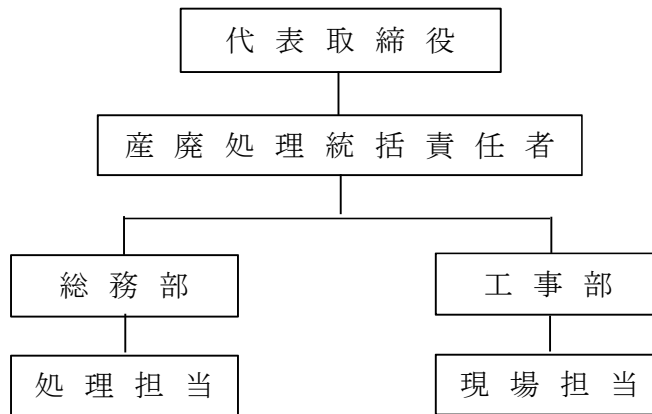 代表取締役
産廃処理統括責任者
総務部
工事部
処理担当
現場担当